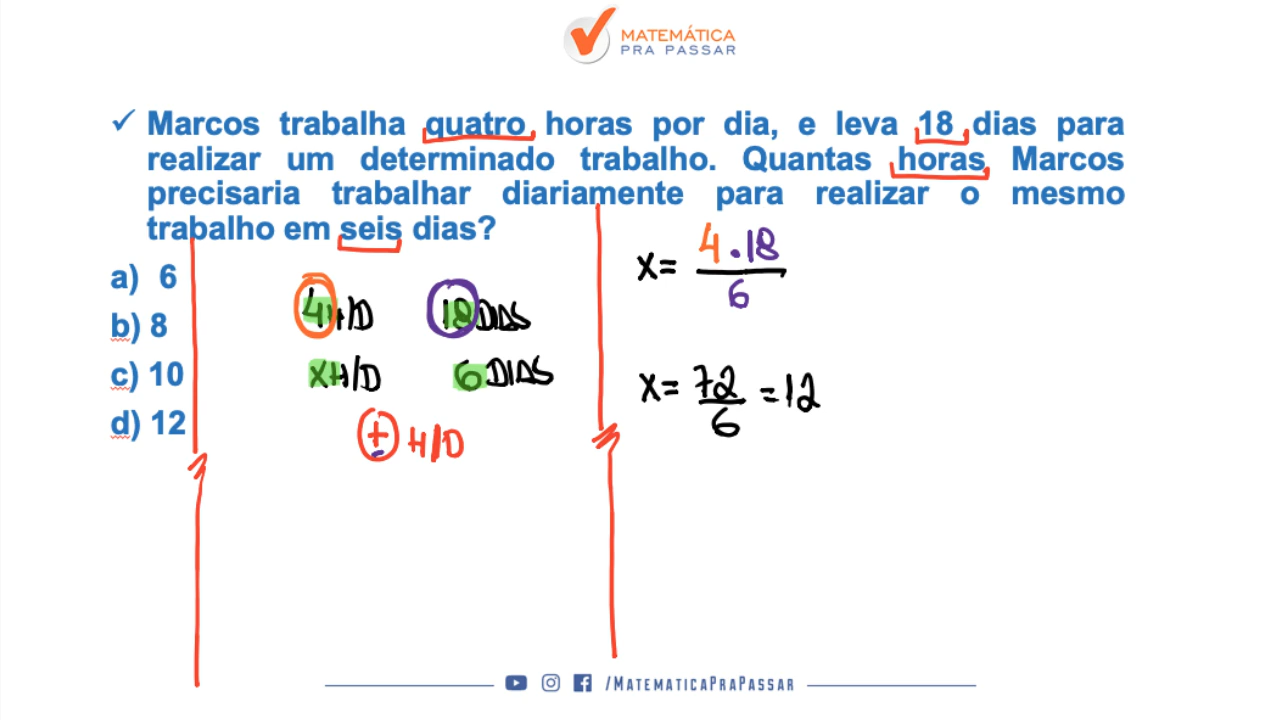 MATEMÁTICA
PRA PASSAR
✓ Marcos trabalha quatro horas por dia, e leva 18 dias para
realizar um determinado trabalho. Quantas horas Marcos
precisaria trabalhar diariamente para realizar o mesmo
trabalho em seis dias?
a) 6
b) 8
c) 10
d) 12
4H/D 18 DIAS
XH/D 6 DIAS
+ H/D
X= 4 . 18
6
X= 72 = 12
6
/MATEMATICAPRAPASSAR